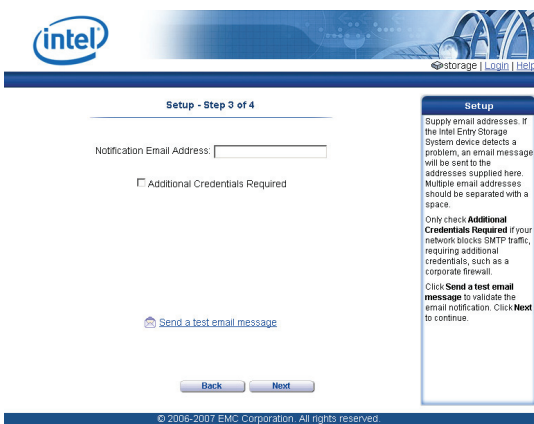 intel
storage | Login | Help
Setup - Step 3 of 4
Notification Email Address:
Additional Credentials Required
Send a test email message
Back
Next
Setup
Supply email addresses. If
the Intel Entry Storage
System device detects a
problem, an email message
will be sent to the
addresses supplied here.
Multiple email addresses
should be separated with a
space.
Only check Additional
Credentials Required if your
network blocks SMTP traffic,
requiring additional
credentials, such as a
corporate firewall.
Click Send a test email
message to validate the
email notification. Click Next
to continue.
© 2006-2007 EMC Corporation. All rights reserved.